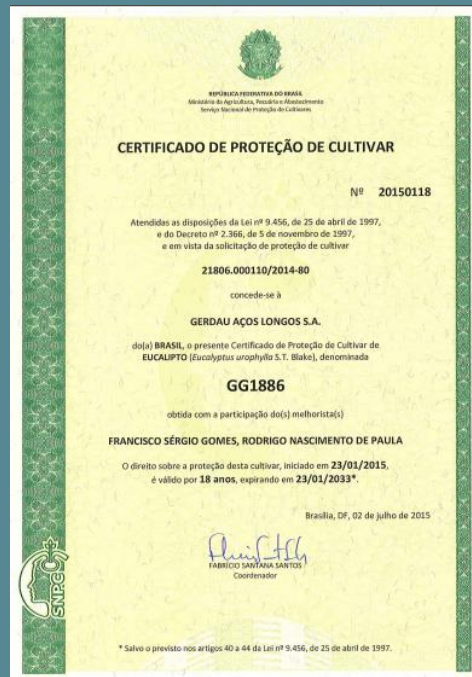 REPÚBLICA FEDERATIVA DO BRASIL
Ministério da Agricultura, Pecuária e Abastecimento
Serviço Nacional de Proteção de Cultivares
CERTIFICADO DE PROTEÇÃO DE CULTIVAR
Nº 20150118
Atendidas as disposições da Lei nº 9.456, de 25 de abril de 1997,
e do Decreto nº 2.366, de 5 de novembro de 1997,
e em vista da solicitação de proteção de cultivar
21806.000110/2014-80
concede-se à
GERDAU AÇOS LONGOS S.A.
do(a) BRASIL, o presente Certificado de Proteção de Cultivar de
EUCALIPTO (Eucalyptus urophylla S.T. Blake), denominada
GG1886
obtida com a participação do(s) melhorista(s)
FRANCISCO SÉRGIO GOMES, RODRIGO NASCIMENTO DE PAULA
O direito sobre a proteção desta cultivar, iniciado em 23/01/2015,
é válido por 18 anos, expirando em 23/01/2033*.
Brasília, DF, 02 de julho de 2015
FABRÍCIO SANTANA SANTOS
Coordenador
SNPC
* Salvo o previsto nos artigos 40 a 44 da Lei nº 9.456, de 25 de abril de 1997.